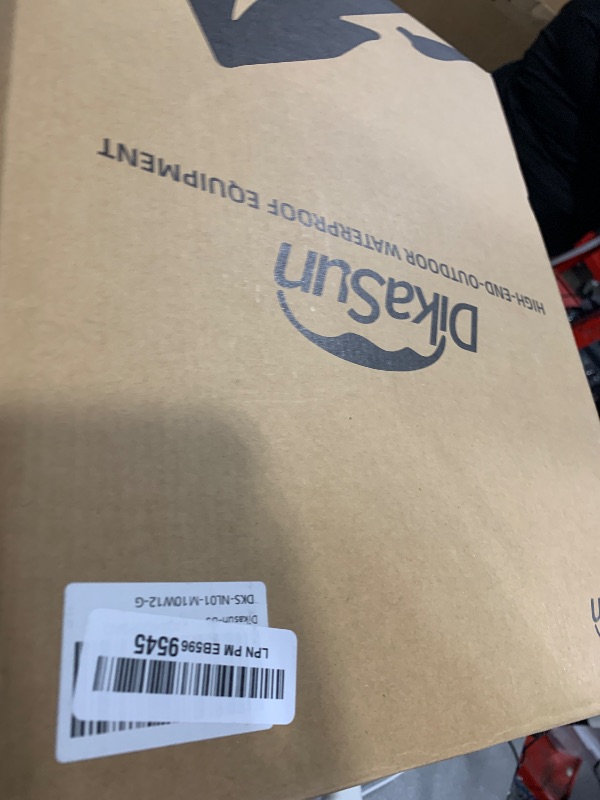 DikaSun
HIGH-END-OUTDOOR WATERPROOF EQUIPMENT
LPN PM EB596 9545
DKS-NL01-M10W12-G